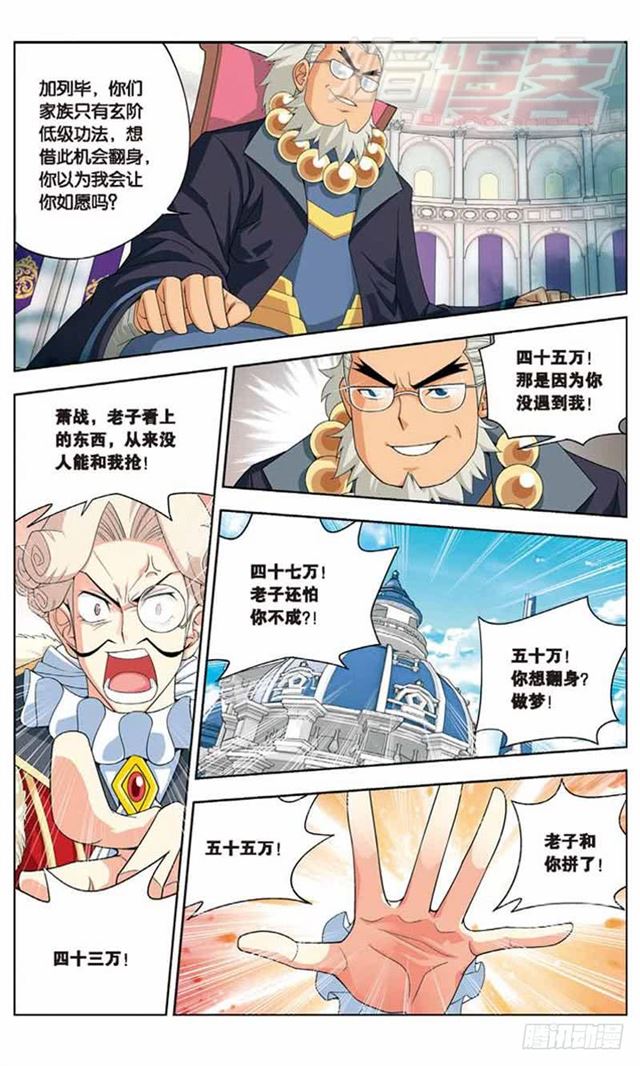 加列毕，你们
家族只有玄阶
低级功法，想
借此机会翻身，
你以为我会让
你如愿吗？
萧战，老子看上
的东西，从来没
人能和我抢！
四十三万！
四十五万！
那是因为你
没遇到我！
四十七万！
老子还怕
你不成？！
五十万！
你想翻身？
做梦！
五十五万！
老子和
你拼了！
腾讯动漫